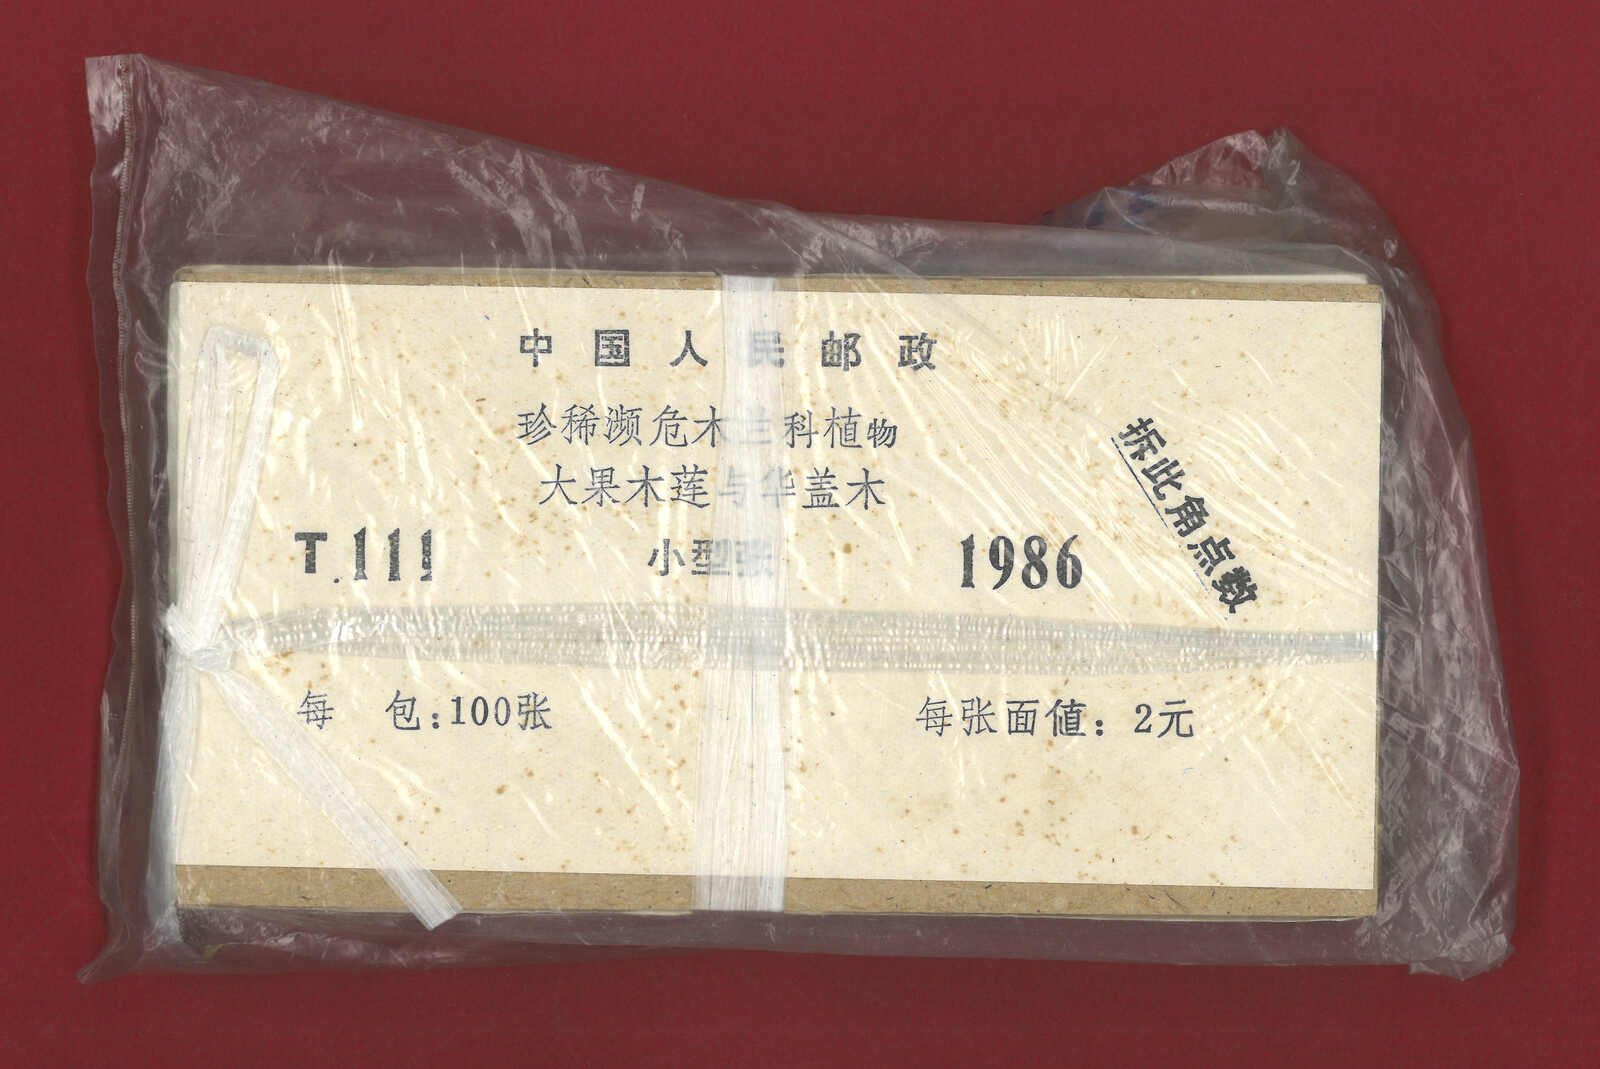 中国人民邮政
珍稀濒危木兰科植物
大果木莲与华盖木
T.111 小型张 1986
拆此角点数
每 包:100张 每张面値:2元